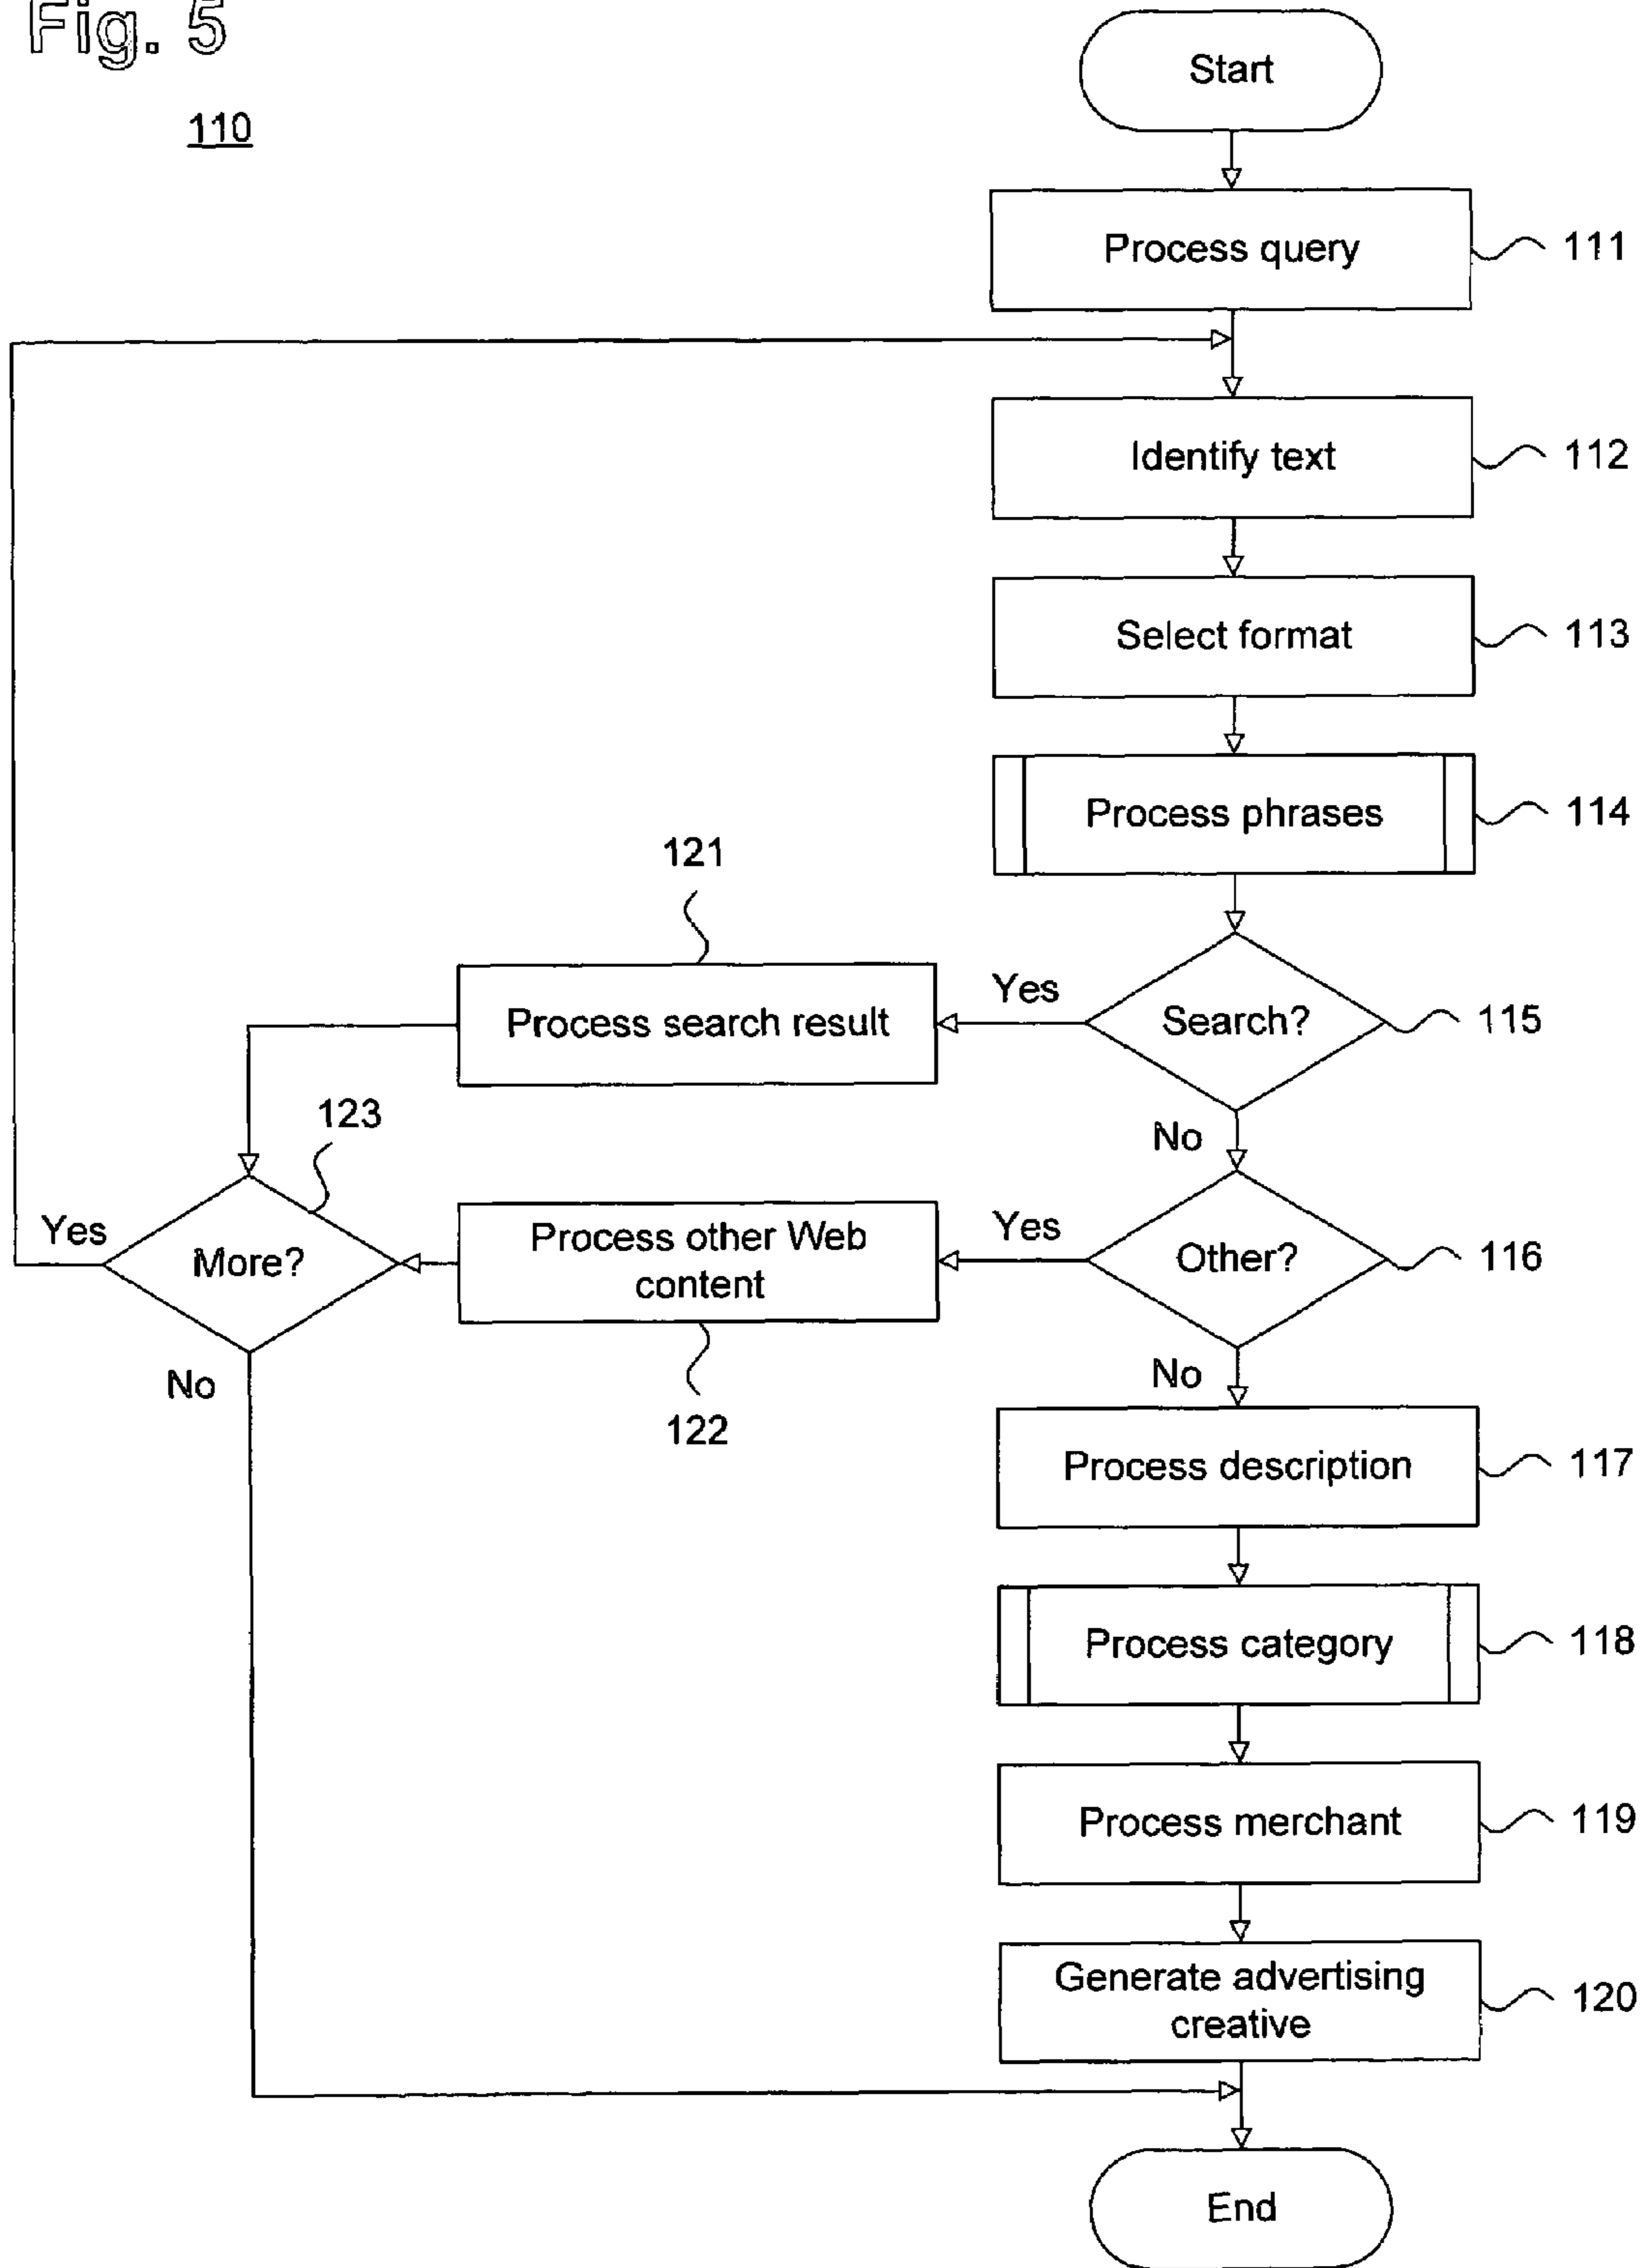 Fig. 5
110
Start
Process query
111
Identify text
112
Select format
113
Process phrases
114
121
Process search result
Yes
Search?
115
No
123
Yes
More?
Process other Web
content
Yes
Other?
116
No
122
No
Process description
117
Process category
118
Process merchant
119
Generate advertising
creative
120
End